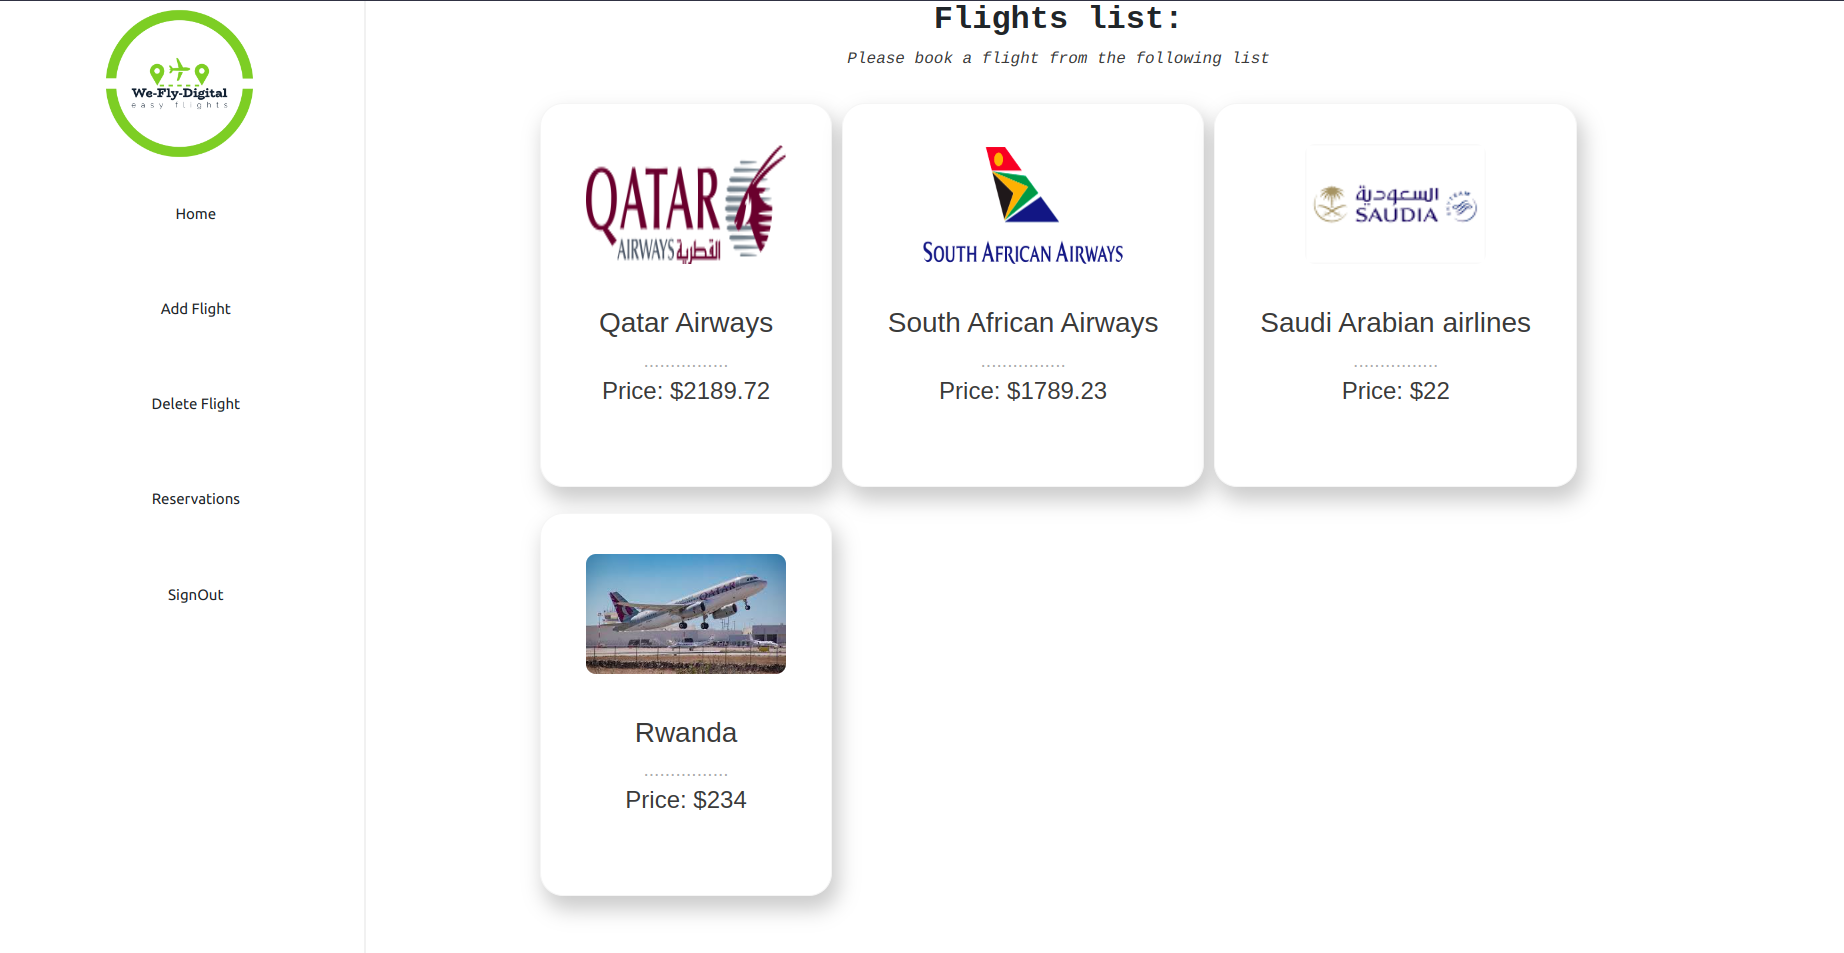 We-Fly-Digital
easy flights
Home
Add Flight
Delete Flight
Reservations
SignOut
Flights list:
Please book a flight from the following list
QATAR
AIRWAYS القطرية
Qatar Airways
................
Price: $2189.72
SOUTH AFRICAN AIRWAYS
South African Airways
................
Price: $1789.23
السعودية
SAUDIA
SKYTEAM
Saudi Arabian airlines
................
Price: $22
QATAR
Rwanda
................
Price: $234